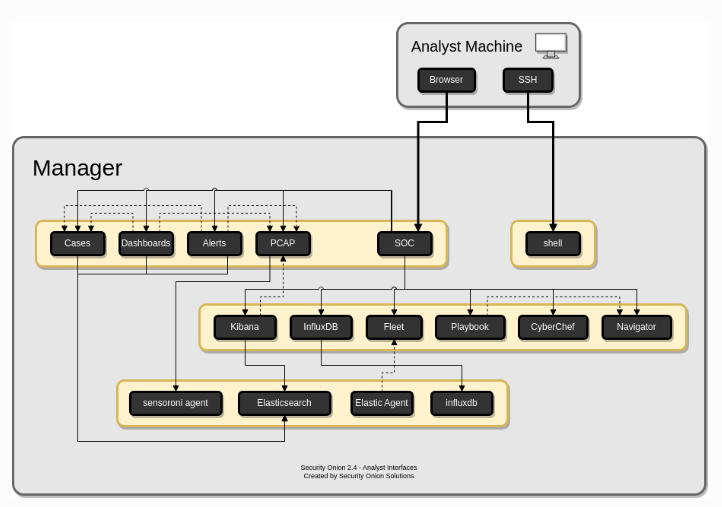 Analyst Machine
Browser
SSH
Manager
Cases
Dashboards
Alerts
PCAP
SOC
shell
Kibana
InfluxDB
Fleet
Playbook
CyberChef
Navigator
sensoroni agent
Elasticsearch
Elastic Agent
influxdb
Security Onion 2.4 - Analyst Interfaces
Created by Security Onion Solutions